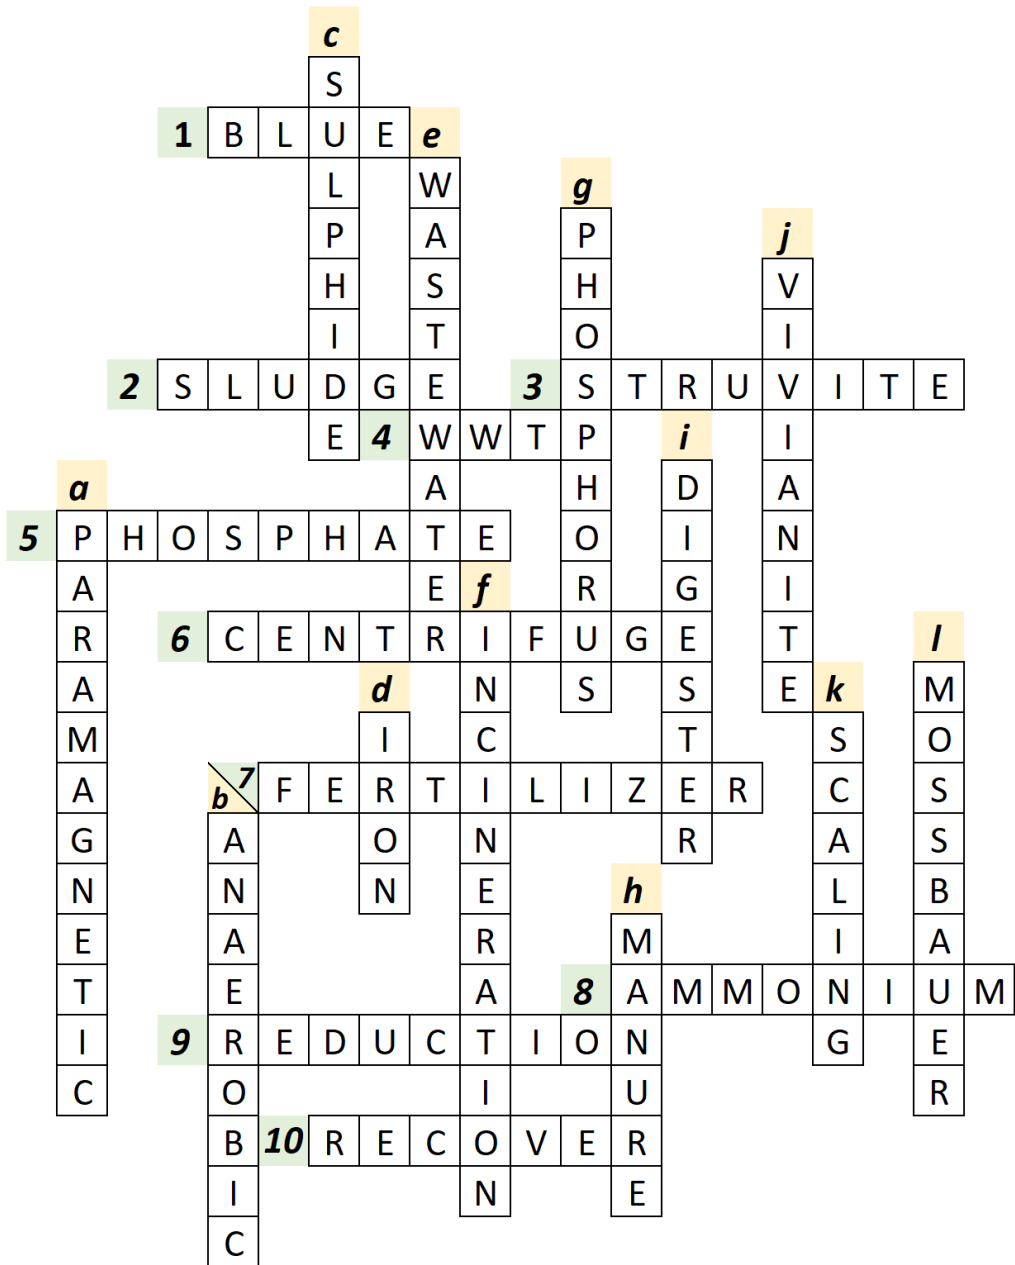 c
S
1 B L U E e
L W g
P A P j
H S H V
I T O I
2 S L U D G E 3 S T R U V I T E
E 4 W W T P i I
a A H D A
5 P H O S P H A T E O I N
A E f R G I
R 6 C E N T R I F U G E T l
A d N S S E k M
M I C T S O
A b 7 F E R T I L I Z E R C S
G A O N R A S
N N N E h L B
E A R M I A
T E A 8 A M M O N I U M
I 9 R E D U C T I O N G E
C O I U R
B 10 R E C O V E R
I N E
C